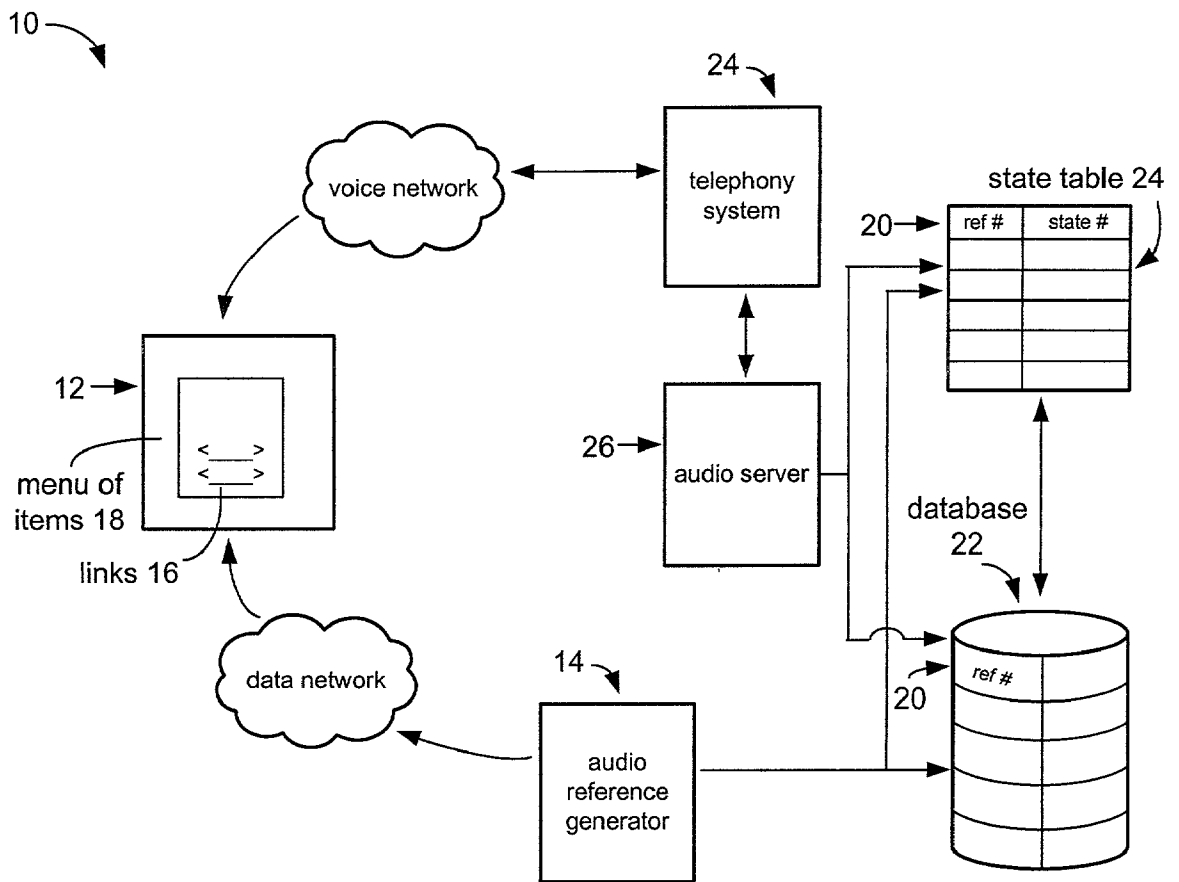 10
24
voice network
telephony
system
state table 24
20
ref #
state #
12
< >
< >
menu of
items 18
links 16
26
audio server
database
22
data network
14
20
ref #
audio
reference
generator